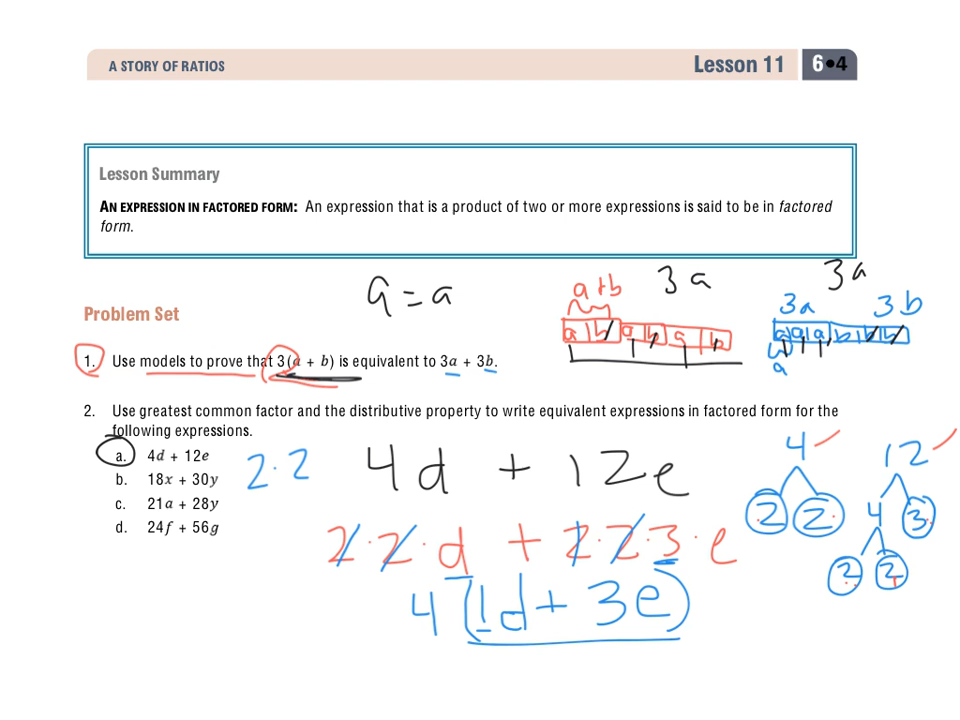 A STORY OF RATIOS
Lesson 11
6•4
Lesson Summary
AN EXPRESSION IN FACTORED FORM: An expression that is a product of two or more expressions is said to be in factored
form.
a = a
a+b
3a
3a
3a
3b
a b a b a b
a a a b b b
a
Problem Set
1. Use models to prove that 3(a + b) is equivalent to 3a + 3b.
2. Use greatest common factor and the distributive property to write equivalent expressions in factored form for the
following expressions.
a. 4d + 12e
b. 18x + 30y
c. 21a + 28y
d. 24f + 56g
2·2
4d + 12e
2·2·d + 2·2·3·e
4(1d + 3e)
4
2 2
12
4 3
2 2